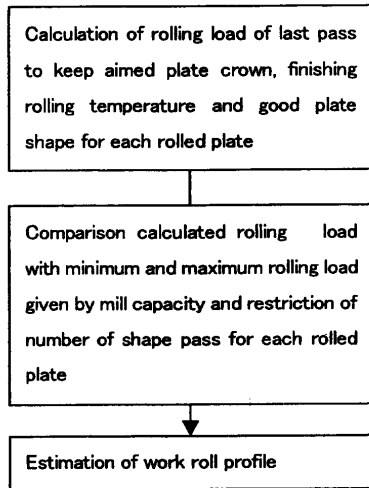 Calculation of rolling load of last pass
to keep aimed plate crown, finishing
rolling temperature and good plate
shape for each rolled plate
Comparison calculated rolling load
with minimum and maximum rolling load
given by mill capacity and restriction of
number of shape pass for each rolled
plate
Estimation of work roll profile